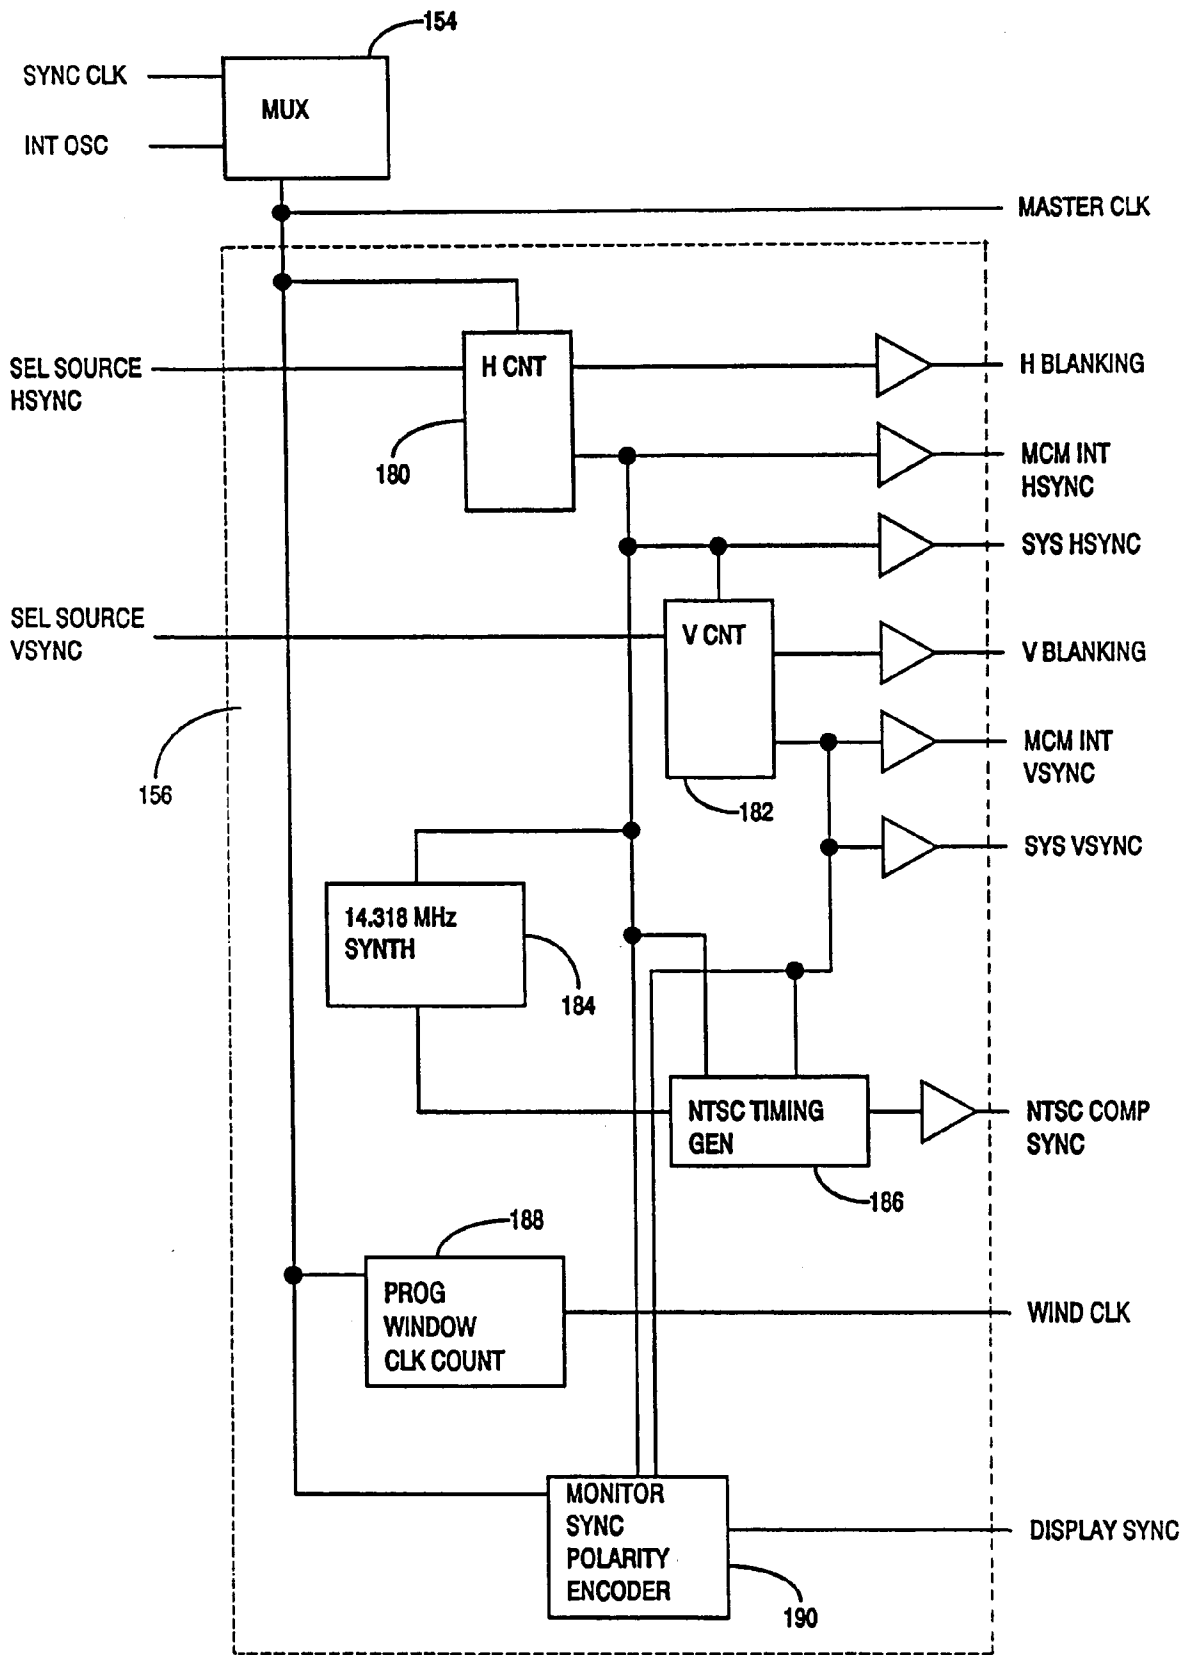 154
SYNC CLK
MUX
INT OSC
MASTER CLK
SEL SOURCE
HSYNC
H CNT
H BLANKING
180
MCM INT
HSYNC
SYS HSYNC
SEL SOURCE
VSYNC
V CNT
V BLANKING
MCM INT
VSYNC
156
182
SYS VSYNC
14.318 MHz
SYNTH
184
NTSC TIMING
GEN
NTSC COMP
SYNC
186
188
PROG
WINDOW
CLK COUNT
WIND CLK
MONITOR
SYNC
POLARITY
ENCODER
DISPLAY SYNC
190